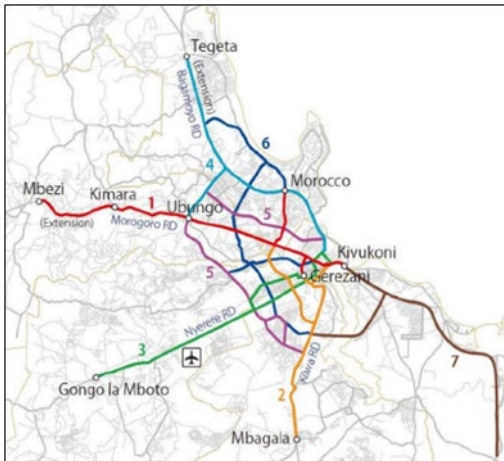 Tegeta
(Extension)
Bagamoyo RD
6
4
Morocco
Mbezi
Kimara
1
5
Ubungo
(Extension)
Morogoro RD
Kivukoni
5
Gerezani
Nyerere RD
3
7
Kilwa RD
Gongo la Mboto
2
Mbagala